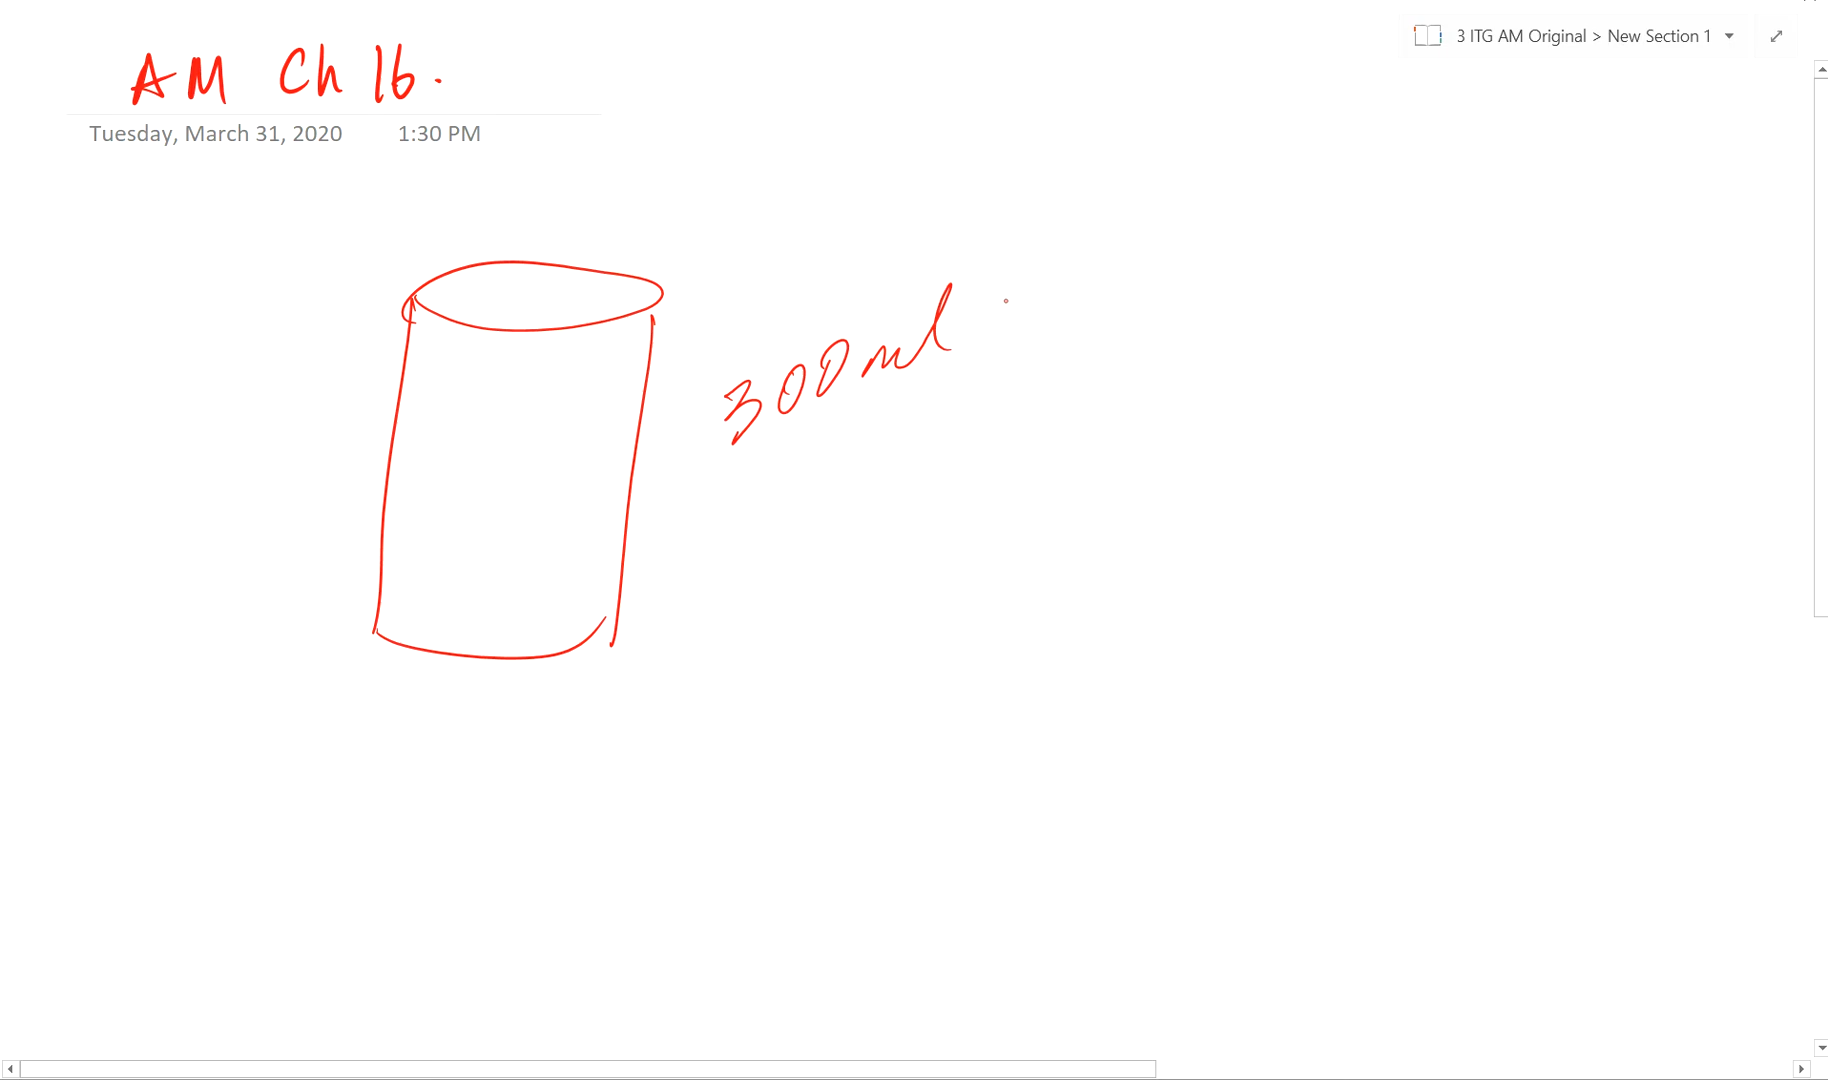 3 ITG AM Original > New Section 1
AM Ch 16.
Tuesday, March 31, 2020 1:30 PM
300ml